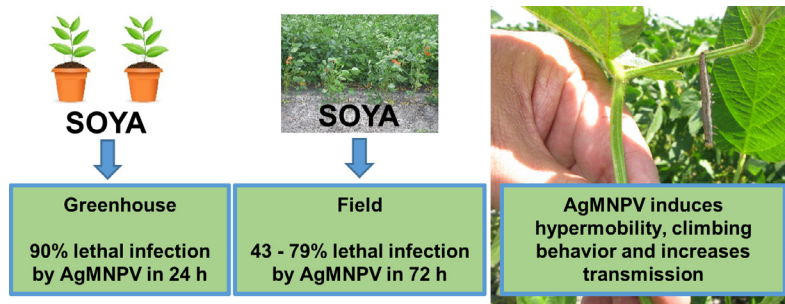 SOYA
SOYA
Greenhouse
90% lethal infection
by AgMNPV in 24 h
Field
43 - 79% lethal infection
by AgMNPV in 72 h
AgMNPV induces
hypermobility, climbing
behavior and increases
transmission